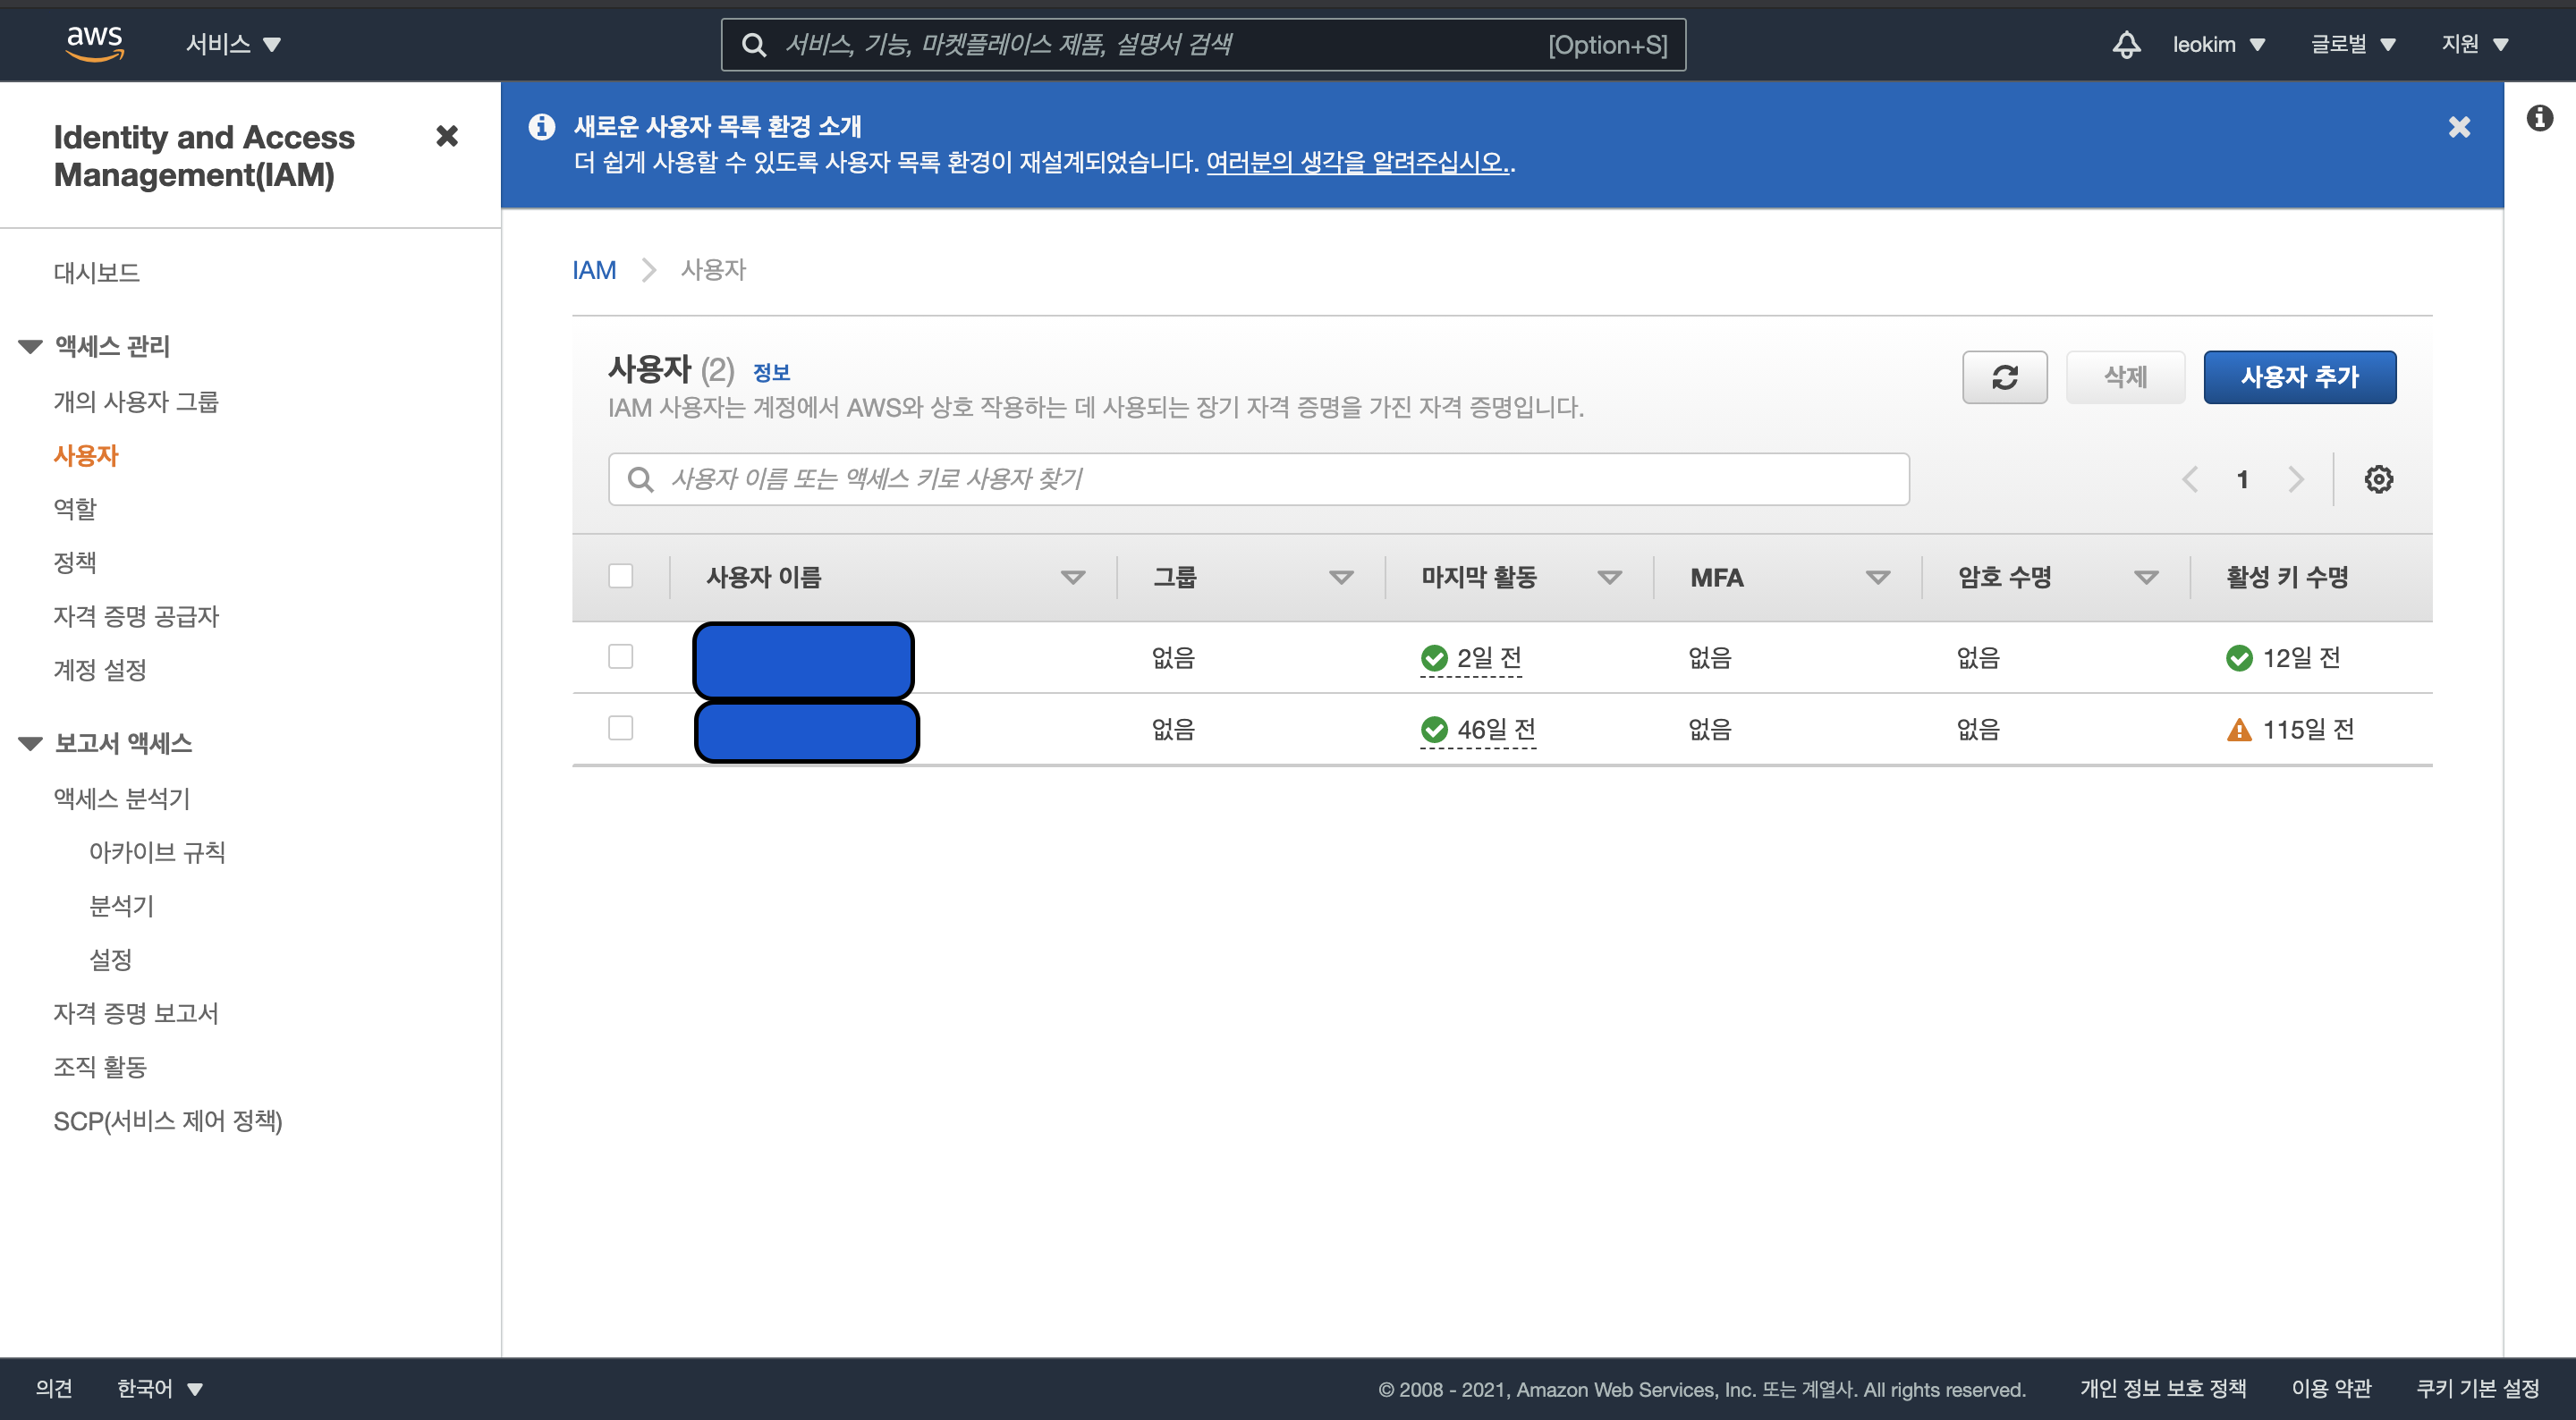 aws
서비스
서비스, 기능, 마켓플레이스 제품, 설명서 검색
[Option+S]
leokim
글로벌
지원
Identity and Access
Management(IAM)
대시보드
액세스 관리
개의 사용자 그룹
사용자
역할
정책
자격 증명 공급자
계정 설정
보고서 액세스
액세스 분석기
아카이브 규칙
분석기
설정
자격 증명 보고서
조직 활동
SCP(서비스 제어 정책)
새로운 사용자 목록 환경 소개
더 쉽게 사용할 수 있도록 사용자 목록 환경이 재설계되었습니다. 여러분의 생각을 알려주십시오..
IAM 사용자
사용자 (2) 정보
IAM 사용자는 계정에서 AWS와 상호 작용하는 데 사용되는 장기 자격 증명을 가진 자격 증명입니다.
삭제
사용자 추가
사용자 이름 또는 액세스 키로 사용자 찾기
1
사용자 이름 그룹 마지막 활동 MFA 암호 수명 활성 키 수명
없음 2일 전 없음 없음 12일 전
없음 46일 전 없음 없음 115일 전
의견 한국어
© 2008 - 2021, Amazon Web Services, Inc. 또는 계열사. All rights reserved. 개인 정보 보호 정책 이용 약관 쿠키 기본 설정